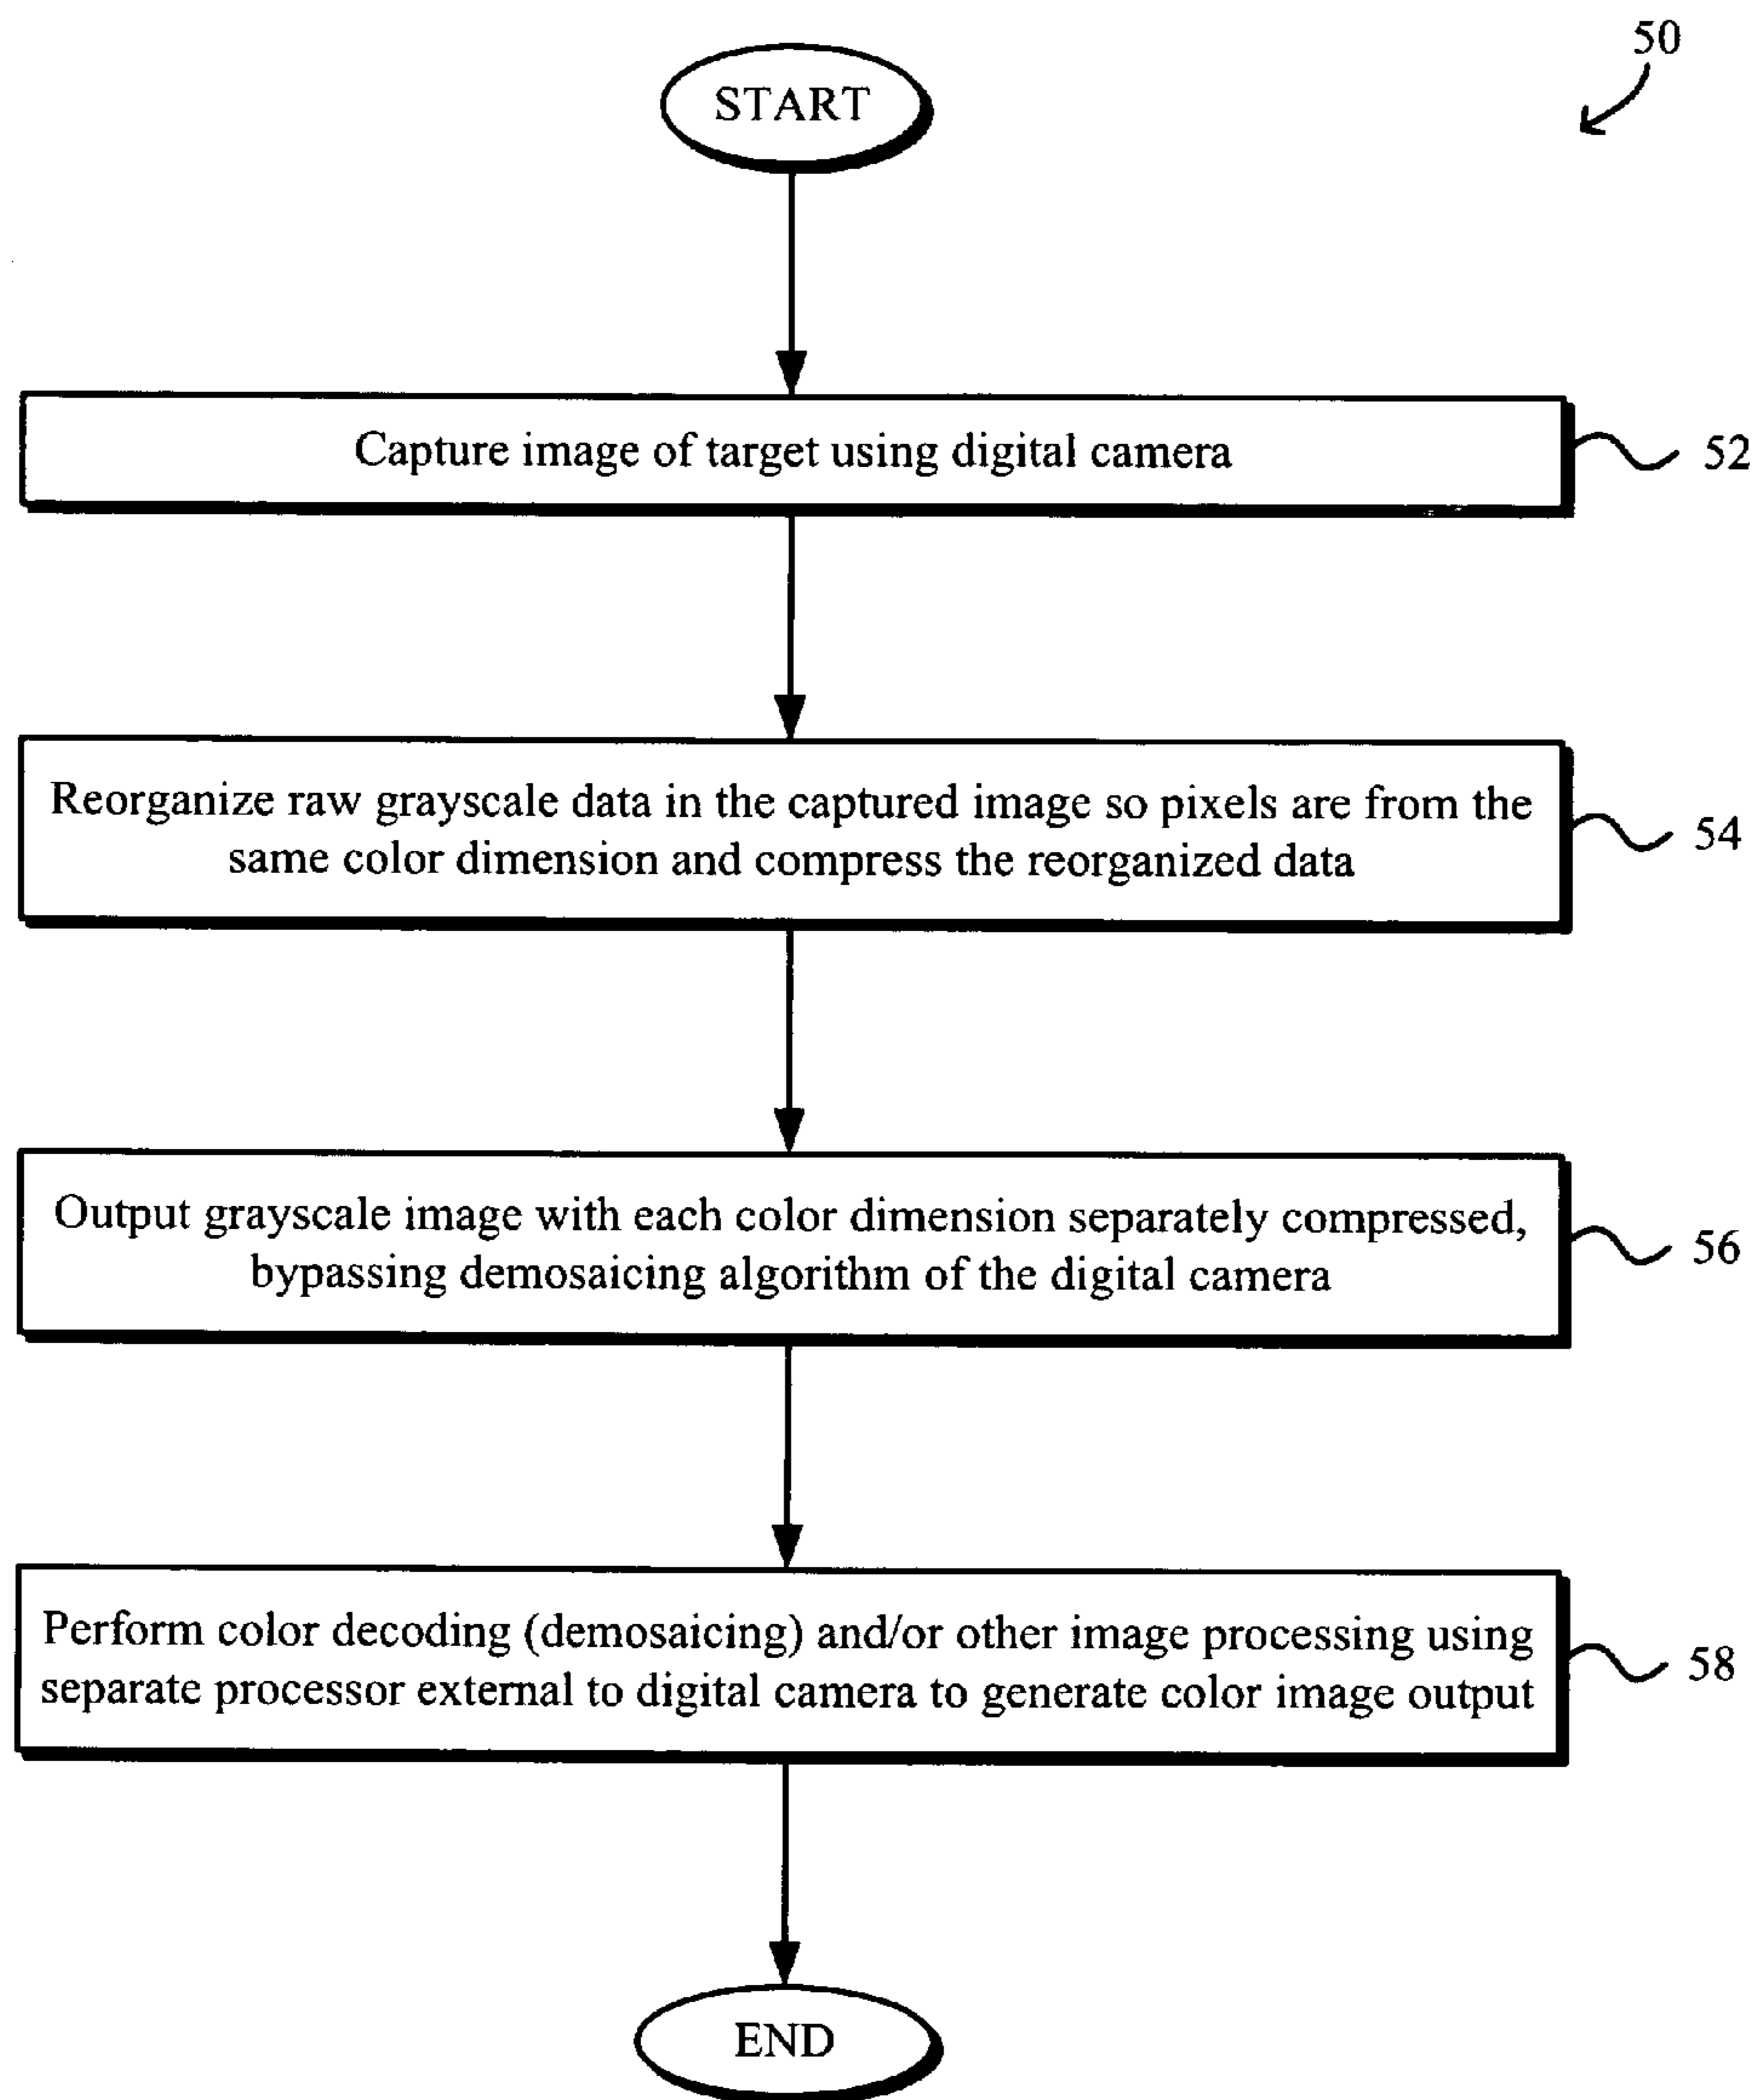 50
START
Capture image of target using digital camera
52
Reorganize raw grayscale data in the captured image so pixels are from the
same color dimension and compress the reorganized data
54
Output grayscale image with each color dimension separately compressed,
bypassing demosaicing algorithm of the digital camera
56
Perform color decoding (demosaicing) and/or other image processing using
separate processor external to digital camera to generate color image output
58
END